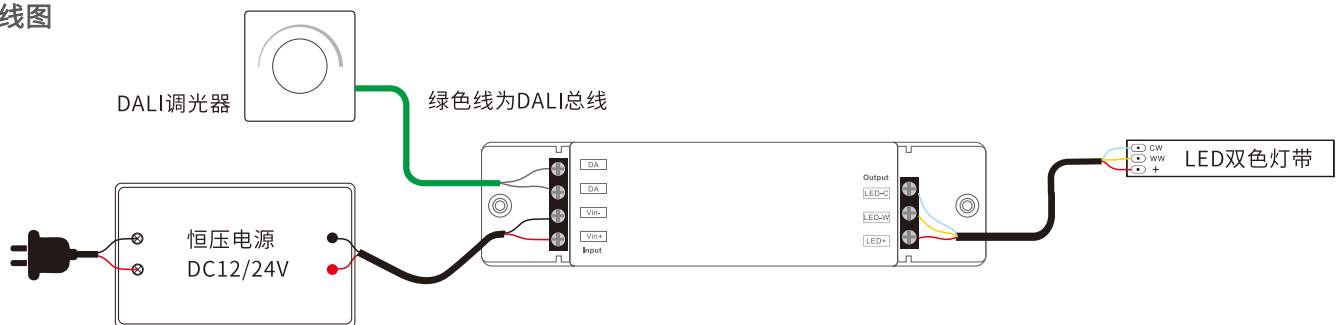 线图
DALI调光器
绿色线为DALI总线
DA
DA
Vin-
Vin+
Input
Output
LED-C
LED-W
LED+
CW
WW
+
LED双色灯带
恒压电源
DC12/24V